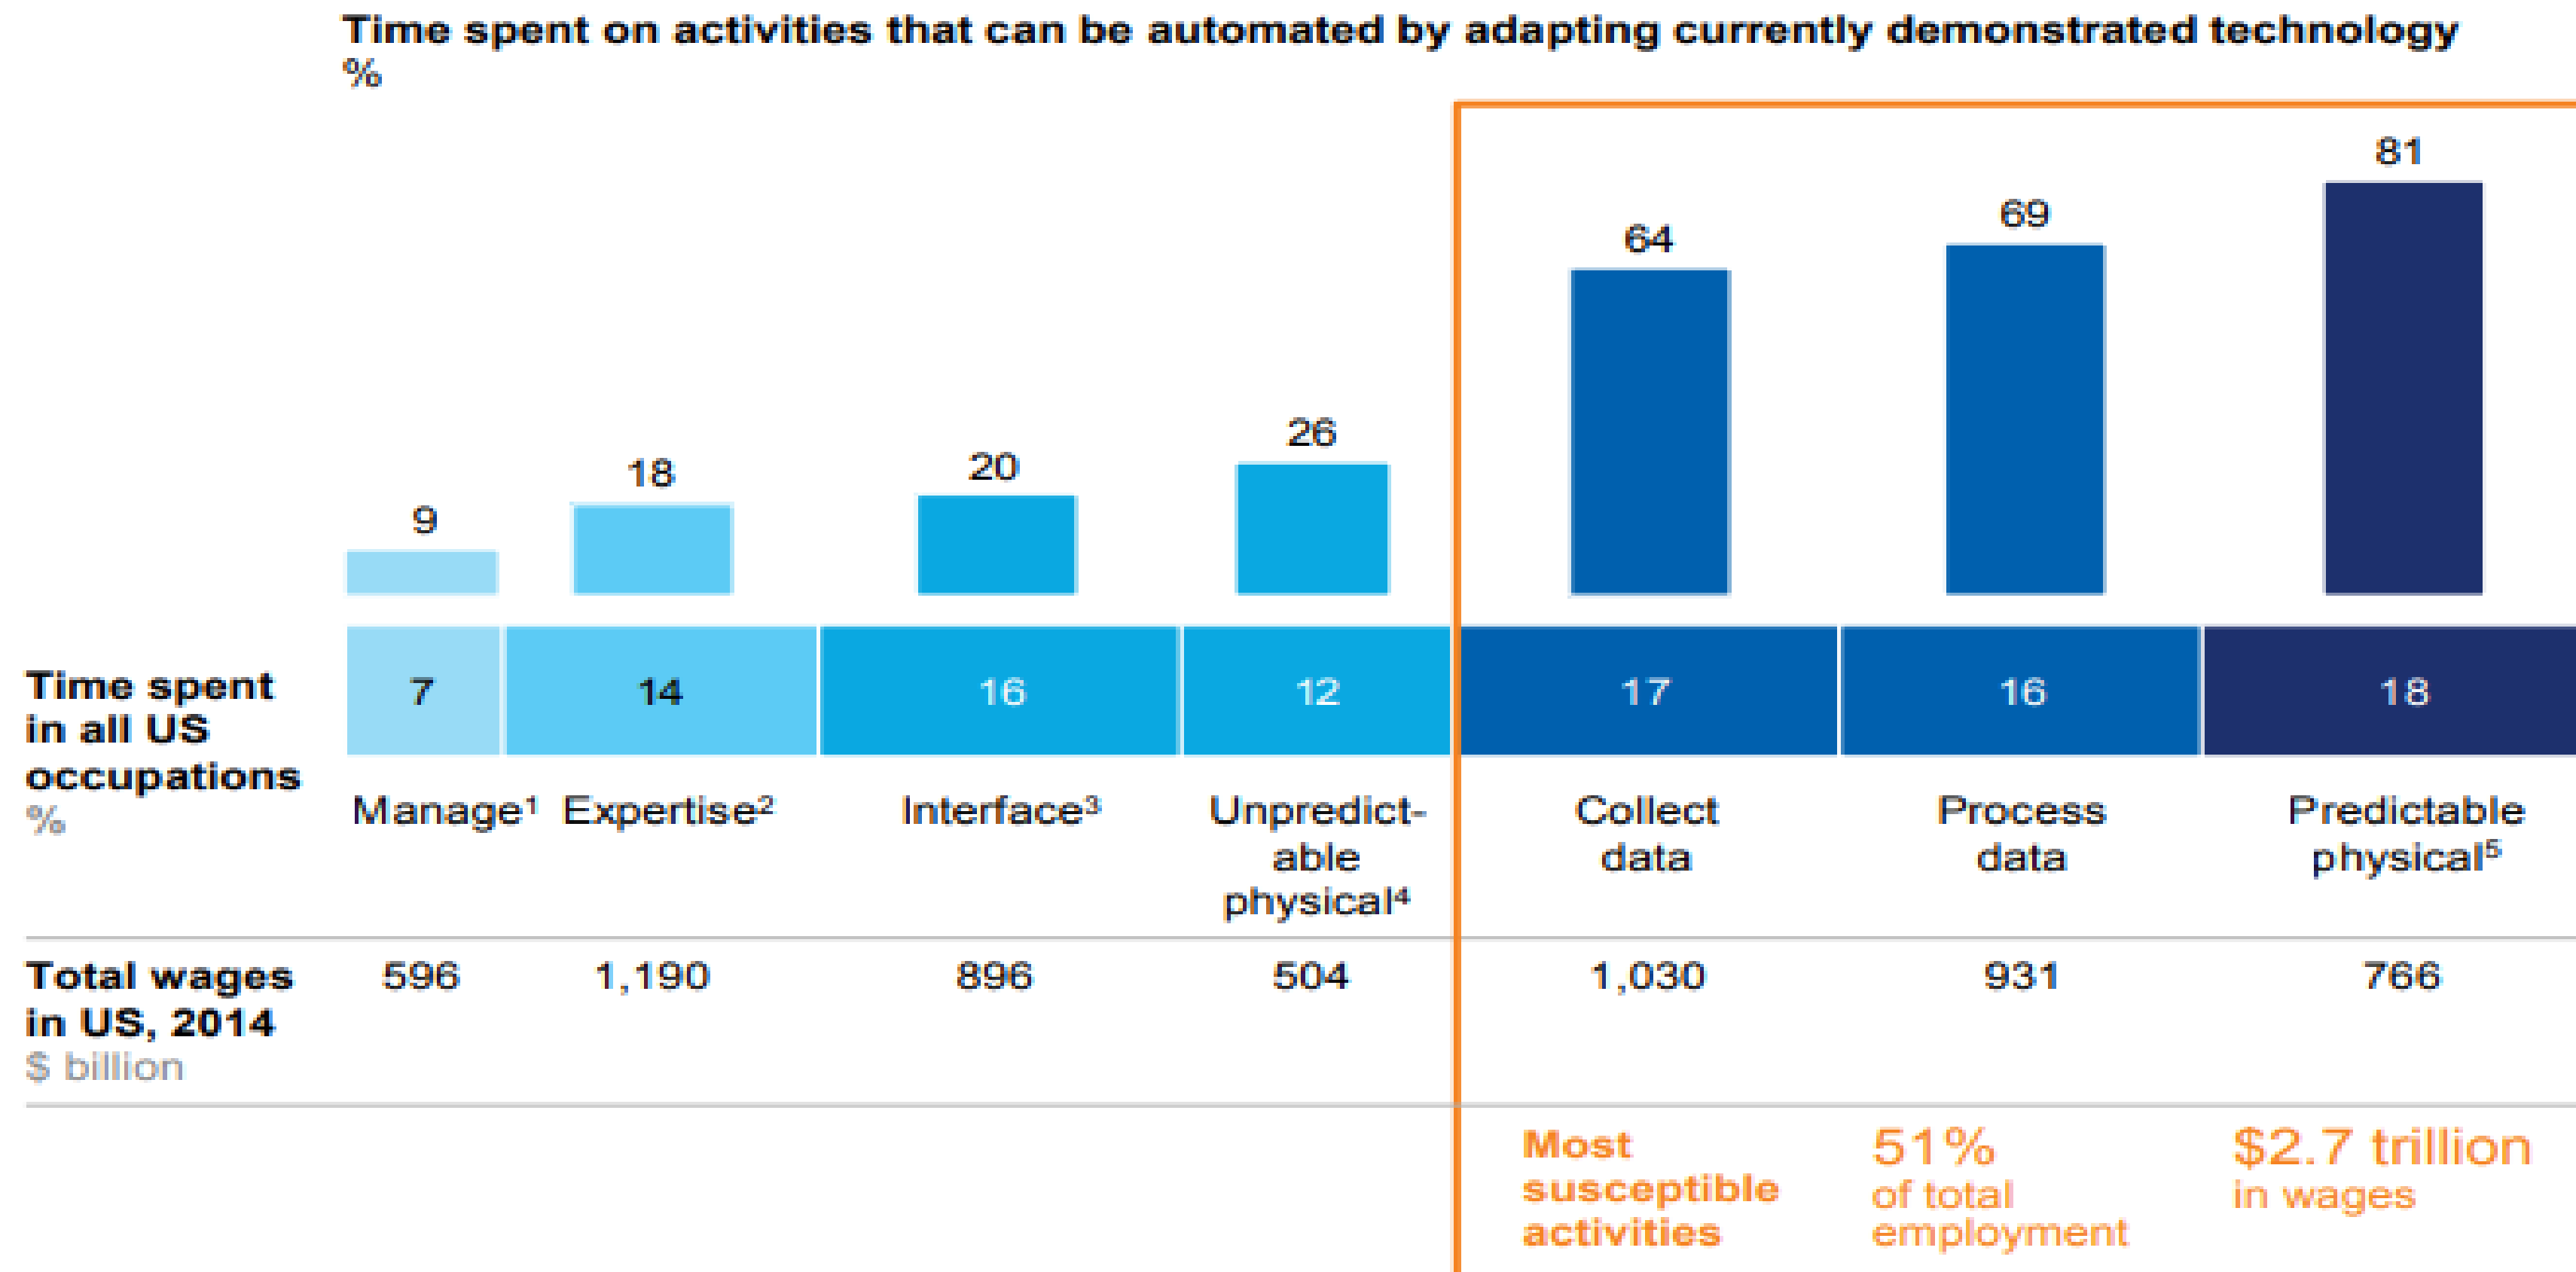 Time spent on activities that can be automated by adapting currently demonstrated technology
%
81
69
64
26
20
18
9
Time spent
in all US
occupations
%
7 14 16 12 17 16 18
Manage¹ Expertise² Interface³ Unpredict-
able
physical⁴
Collect
data
Process
data
Predictable
physical⁵
Total wages
in US, 2014
$ billion
596 1,190 896 504 1,030 931 766
Most
susceptible
activities
51%
of total
employment
$2.7 trillion
in wages